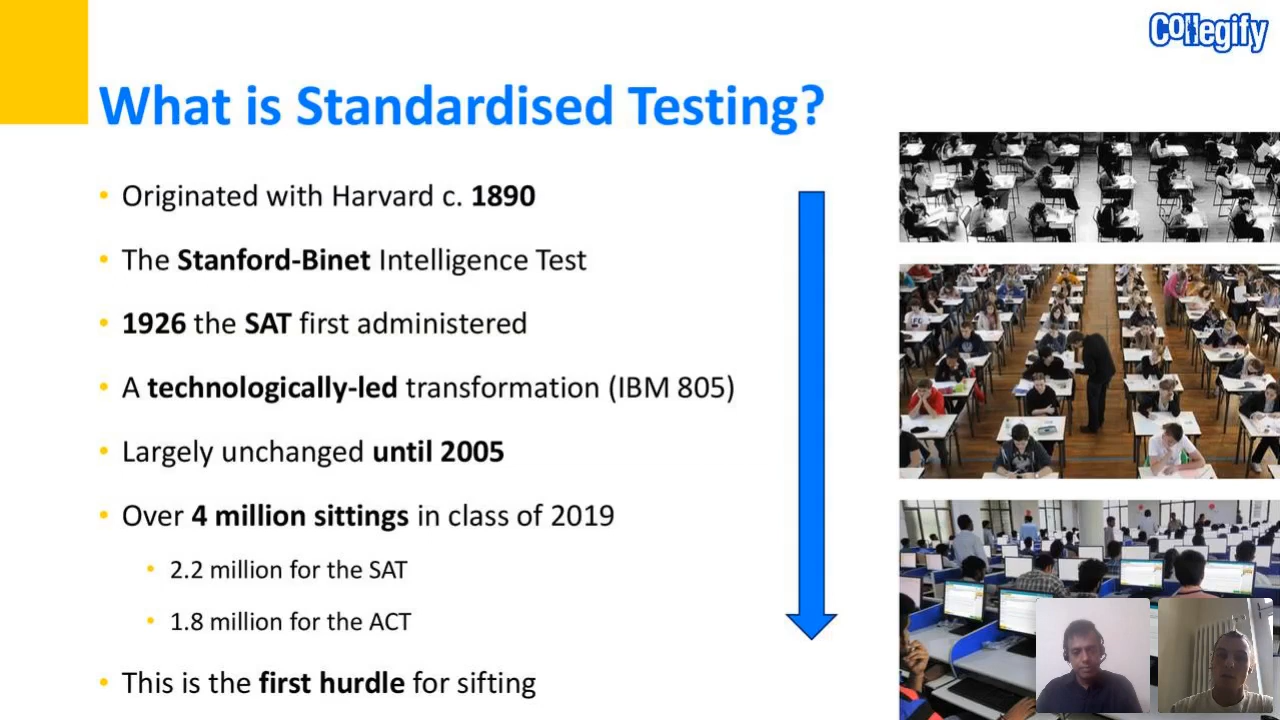 Collegify
What is Standardised Testing?
• Originated with Harvard c. 1890
• The Stanford-Binet Intelligence Test
• 1926 the SAT first administered
• A technologically-led transformation (IBM 805)
• Largely unchanged until 2005
• Over 4 million sittings in class of 2019
• 2.2 million for the SAT
• 1.8 million for the ACT
• This is the first hurdle for sifting